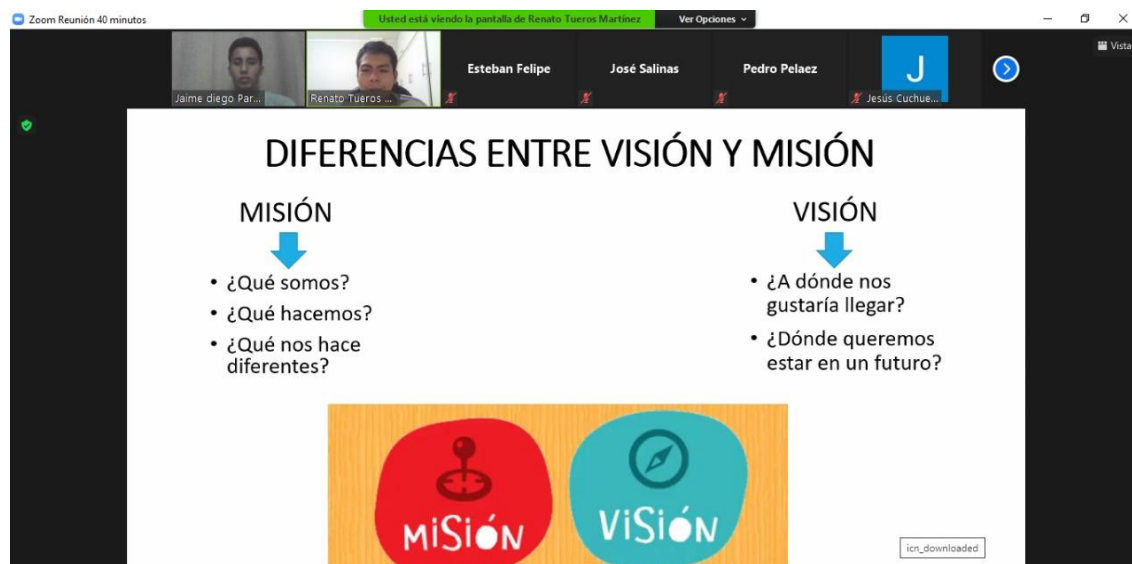 Zoom Reunión 40 minutos
Usted está viendo la pantalla de Renato Tueros Martínez
Ver Opciones
Vista
Jaime diego Par...
Renato Tueros ...
Esteban Felipe
José Salinas
Pedro Pelaez
J
Jesús Cuchue...
DIFERENCIAS ENTRE VISIÓN Y MISIÓN
MISIÓN
• ¿Qué somos?
• ¿Qué hacemos?
• ¿Qué nos hace
diferentes?
VISIÓN
• ¿A dónde nos
gustaría llegar?
• ¿Dónde queremos
estar en un futuro?
MiSióN
ViSióN
icn_downloaded